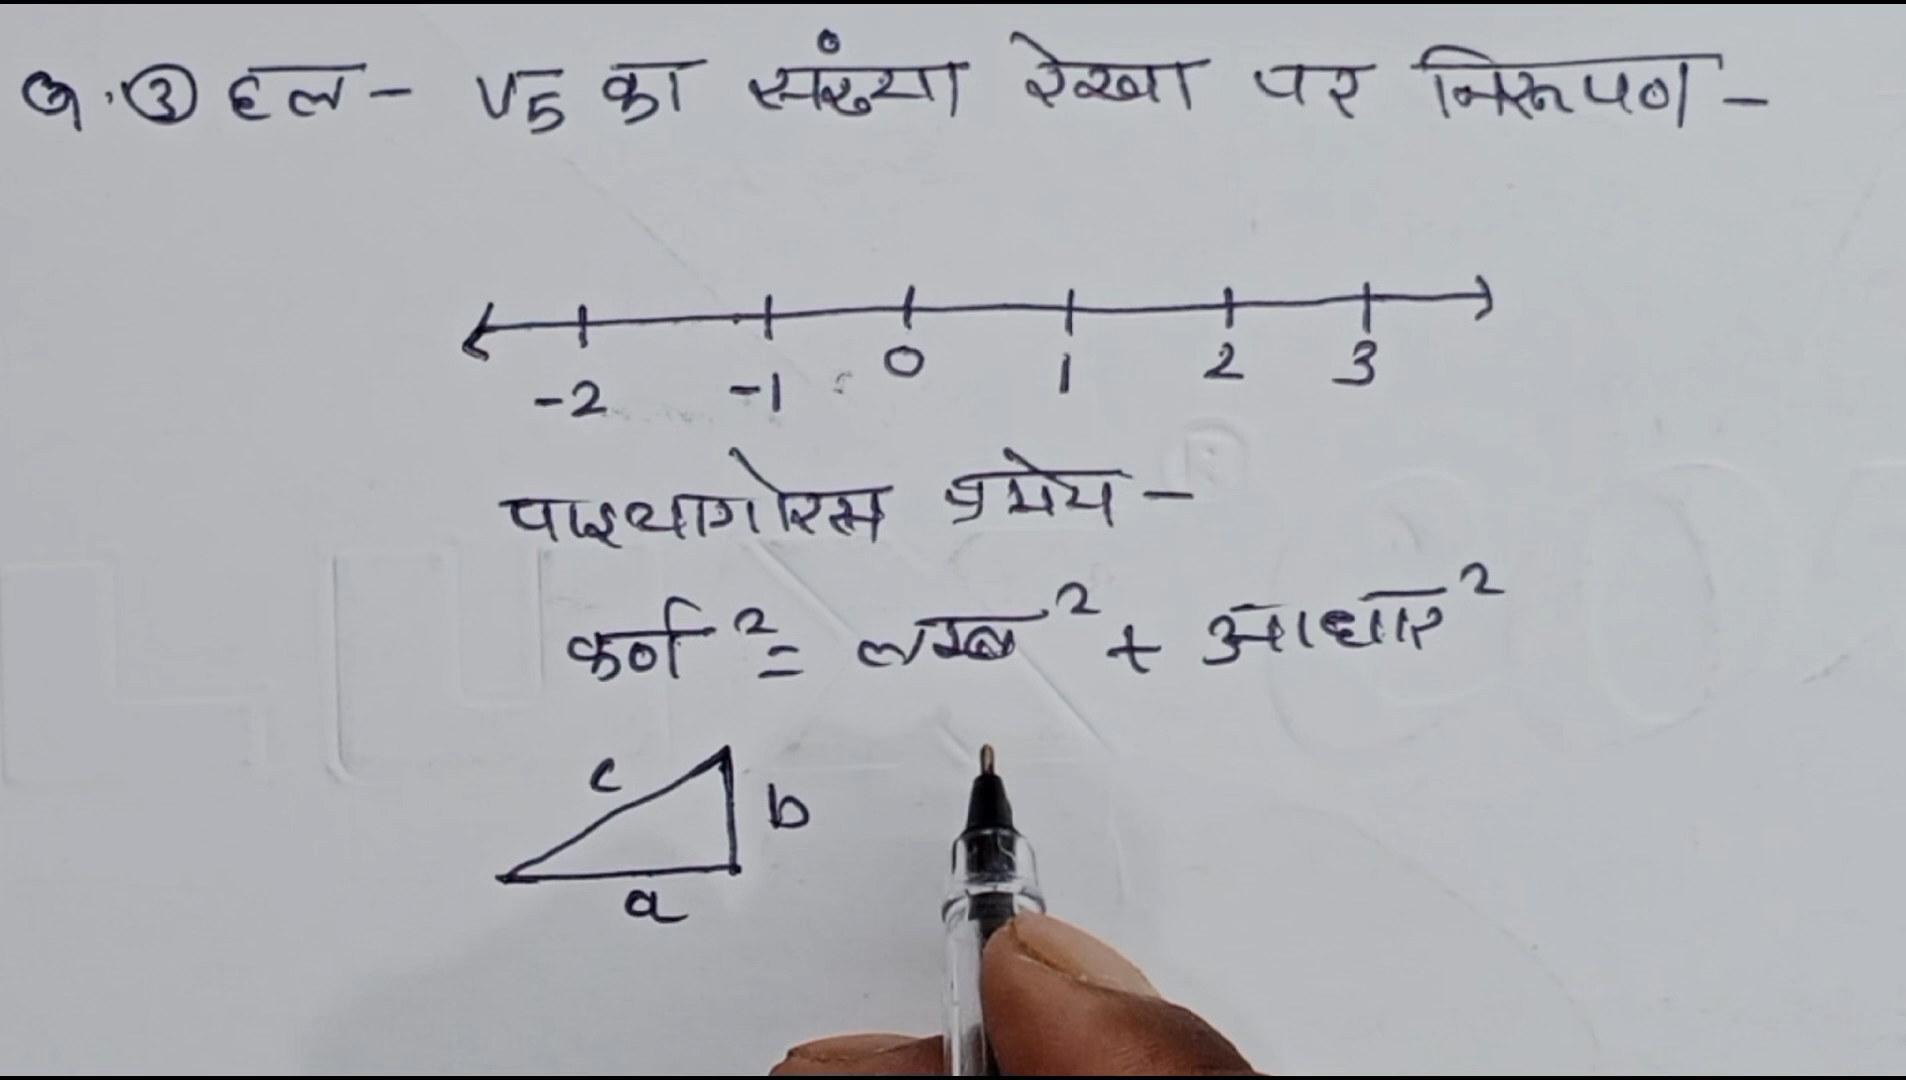 प्र.③ हल- √5 का संख्या रेखा पर निरूपण -
-2 -1 0 1 2 3
पाइथागोरस प्रमेय -
कर्ण² = लम्ब² + आधार²
c
b
a